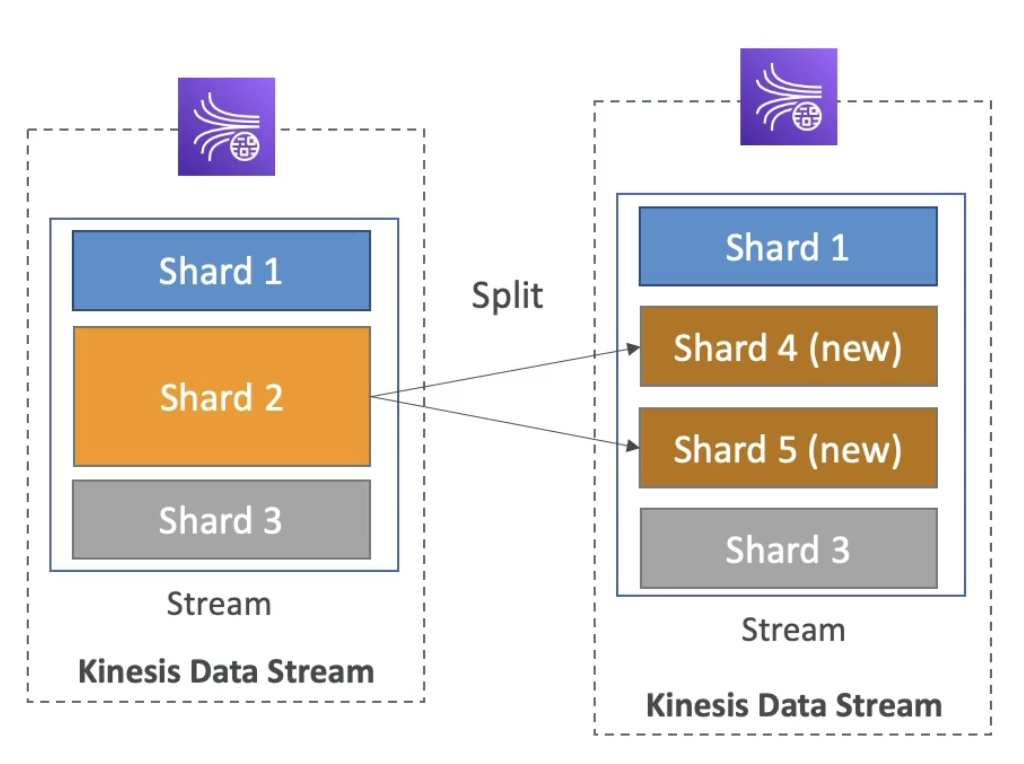 Shard 1
Shard 2
Shard 3
Stream
Kinesis Data Stream
Split
Shard 1
Shard 4 (new)
Shard 5 (new)
Shard 3
Stream
Kinesis Data Stream